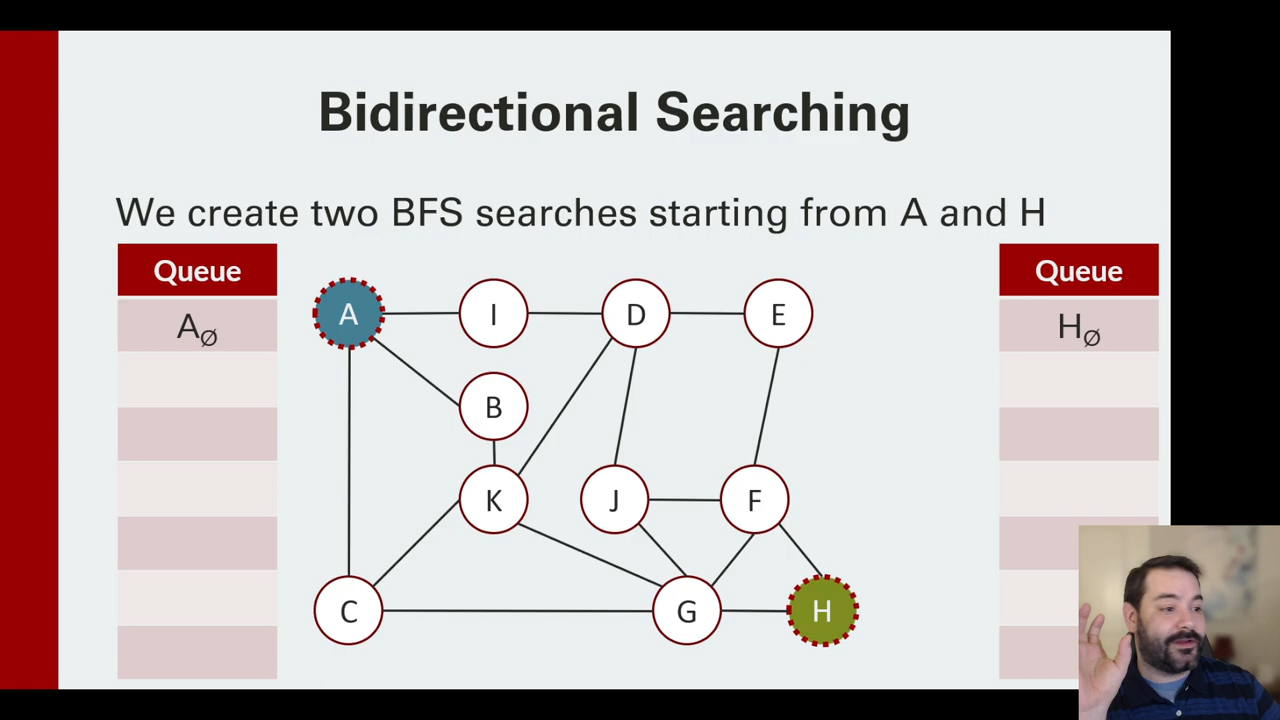 Bidirectional Searching
We create two BFS searches starting from A and H
Queue
Queue
A∅
H∅
A
I
D
E
B
K
J
F
C
G
H